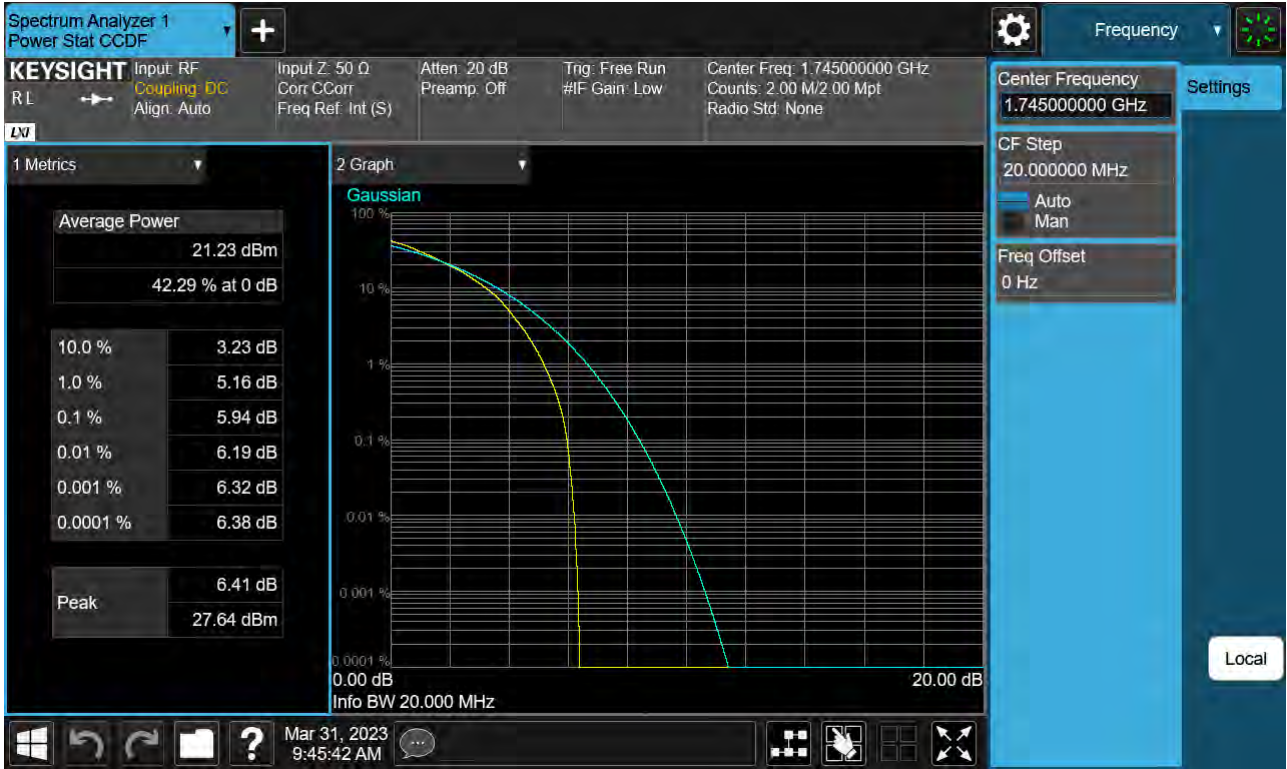 Spectrum Analyzer 1
Power Stat CCDF
Frequency
KEYSIGHT
RL
LXI
Input: RF
Coupling: DC
Align: Auto
Input Z: 50 Ω
Corr CCorr
Freq Ref: Int (S)
Atten: 20 dB
Preamp: Off
Trig: Free Run
#IF Gain: Low
Center Freq: 1.745000000 GHz
Counts: 2.00 M/2.00 Mpt
Radio Std: None
Center Frequency
1.745000000 GHz
Settings
CF Step
20.000000 MHz
Auto
Man
Freq Offset
0 Hz
1 Metrics
Average Power
21.23 dBm
42.29 % at 0 dB
10.0 % 3.23 dB
1.0 % 5.16 dB
0.1 % 5.94 dB
0.01 % 6.19 dB
0.001 % 6.32 dB
0.0001 % 6.38 dB
Peak
6.41 dB
27.64 dBm
2 Graph
Gaussian
100 %
10 %
1 %
0.1 %
0.01 %
0.001 %
0.0001 %
0.00 dB 20.00 dB
Info BW 20.000 MHz
Local
?
Mar 31, 2023
9:45:42 AM